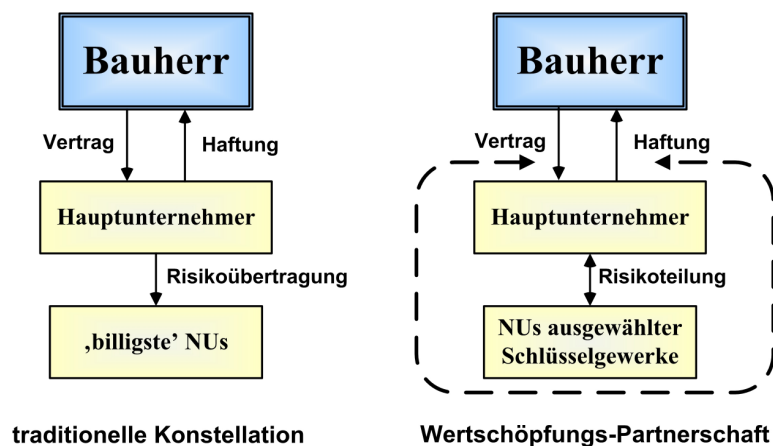 Bauherr
Vertrag
Haftung
Hauptunternehmer
Risikoübertragung
‚billigste’ NUs
traditionelle Konstellation
Bauherr
Vertrag
Haftung
Hauptunternehmer
Risikoteilung
NUs ausgewählter
Schlüsselgewerke
Wertschöpfungs-Partnerschaft